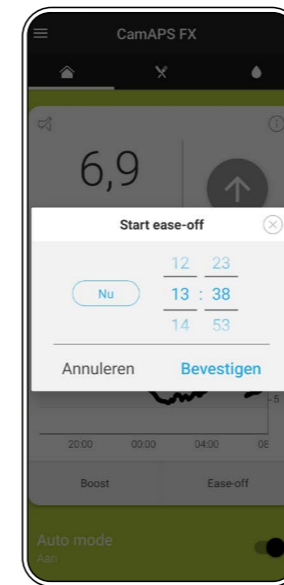 CamAPS FX
6,9
Start ease-off
12 23
Nu
13 : 38
14 53
Annuleren Bevestigen
5
20:00 00:00 04:00 08
Boost Ease-off
Auto mode
Aan